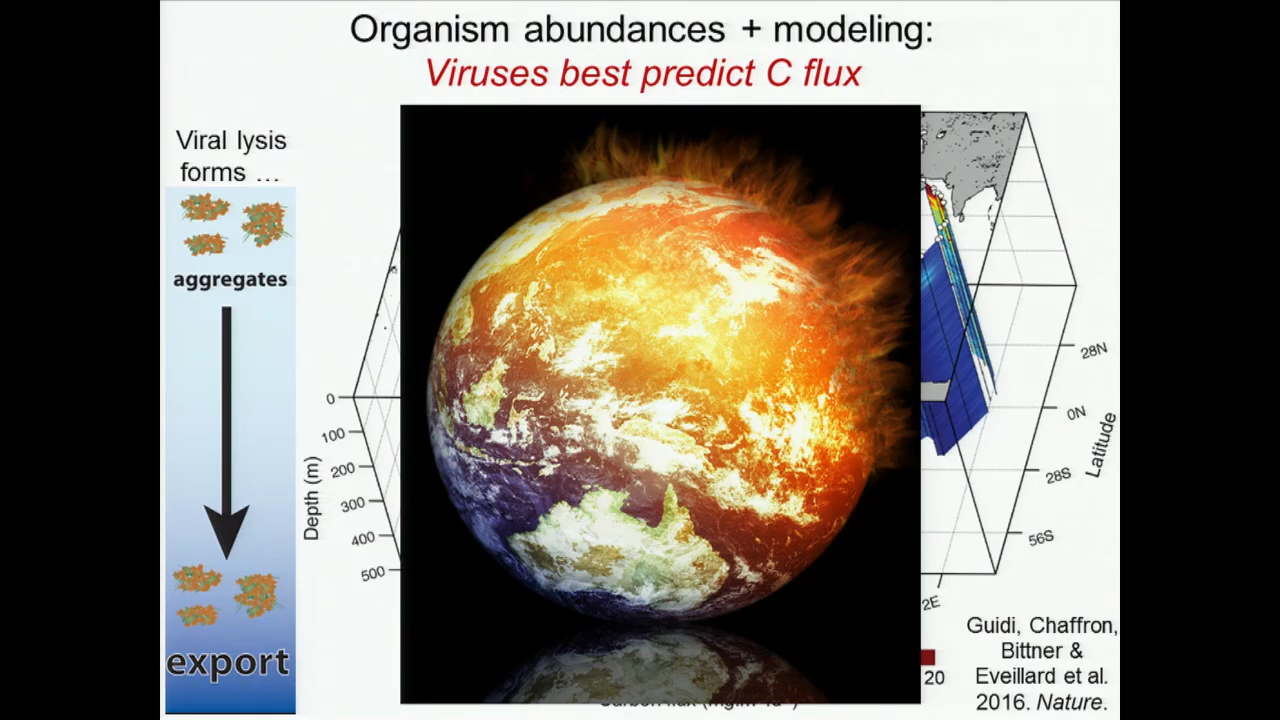 Organism abundances + modeling:
Viruses best predict C flux
Viral lysis
forms …
aggregates
export
0
100
200
300
400
500
Depth (m)
28N
0N
28S
56S
Latitude
2E
20
Guidi, Chaffron,
Bittner &
Eveillard et al.
2016. Nature.